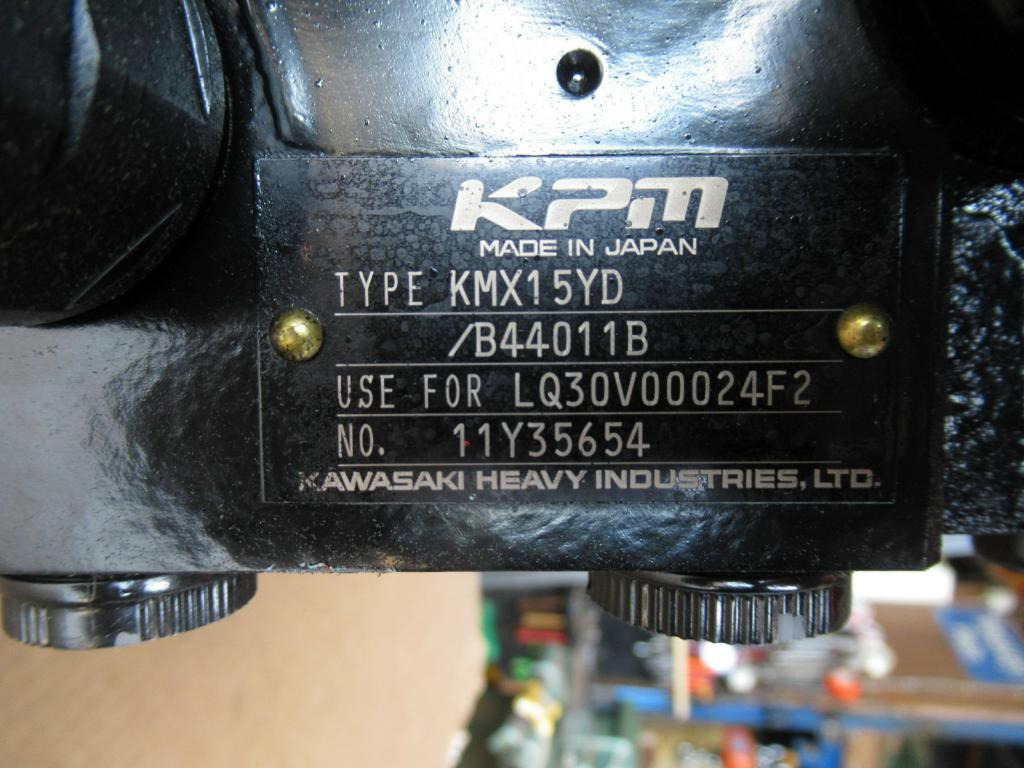 KPM
MADE IN JAPAN
TYPE KMX15YD
/B44011B
USE FOR LQ30V00024F2
NO. 11Y35654
KAWASAKI HEAVY INDUSTRIES, LTD.